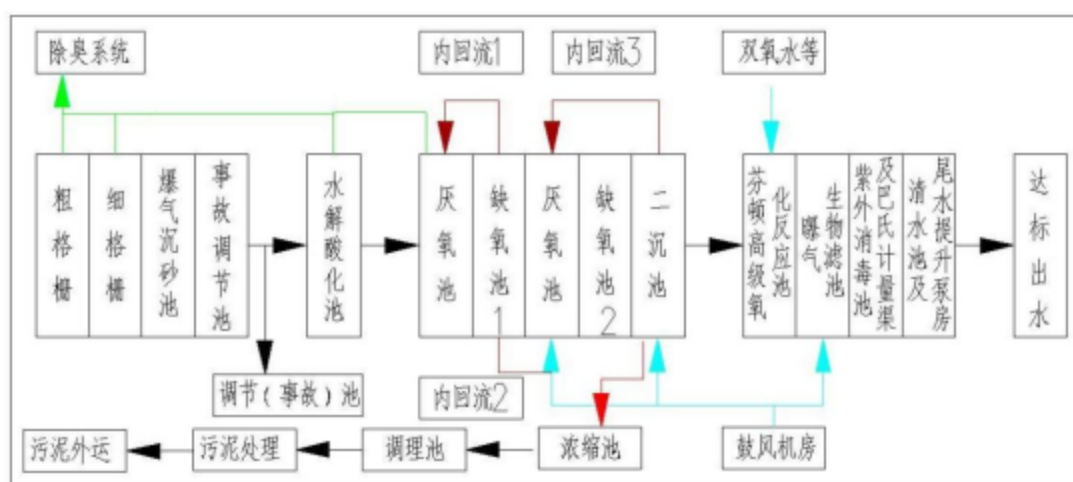 除臭系统
内回流1
内回流3
双氧水等
粗格栅
细格栅
爆气沉砂池
事故调节池
水解酸化池
厌氧池
缺氧池1
厌氧池
缺氧池2
二沉池
芬顿高级氧
化反应池
曝气
生物滤池
紫外消毒池
及巴氏计量渠
清水池及
尾水提升泵房
达标出水
调节(事故)池
内回流2
污泥外运
污泥处理
调理池
浓缩池
鼓风机房